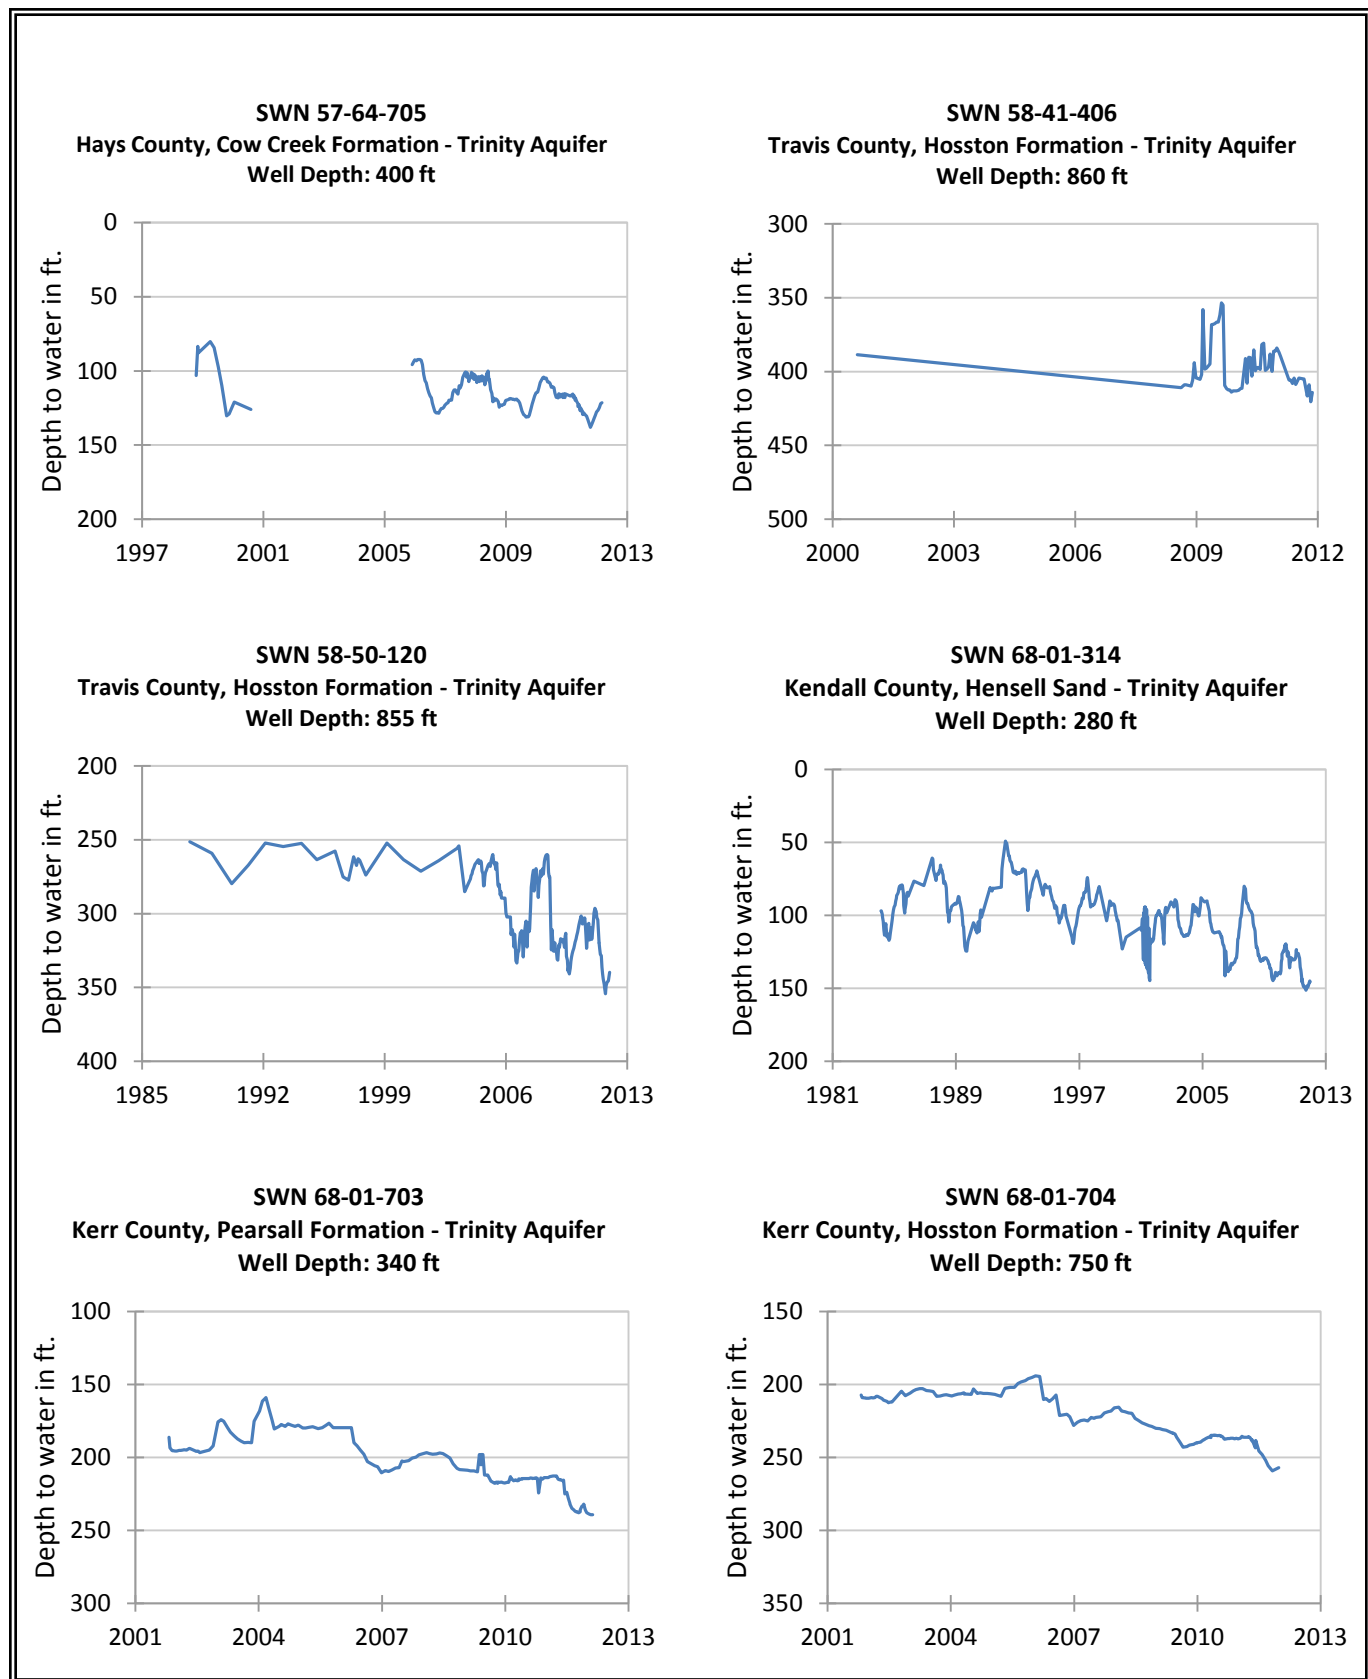 SWN 57-64-705
Hays County, Cow Creek Formation - Trinity Aquifer
Well Depth: 400 ft
Depth to water in ft.
0
50
100
150
200
1997 2001 2005 2009 2013
SWN 58-41-406
Travis County, Hosston Formation - Trinity Aquifer
Well Depth: 860 ft
Depth to water in ft.
300
350
400
450
500
2000 2003 2006 2009 2012
SWN 58-50-120
Travis County, Hosston Formation - Trinity Aquifer
Well Depth: 855 ft
Depth to water in ft.
200
250
300
350
400
1985 1992 1999 2006 2013
SWN 68-01-314
Kendall County, Hensell Sand - Trinity Aquifer
Well Depth: 280 ft
Depth to water in ft.
0
50
100
150
200
1981 1989 1997 2005 2013
SWN 68-01-703
Kerr County, Pearsall Formation - Trinity Aquifer
Well Depth: 340 ft
Depth to water in ft.
100
150
200
250
300
2001 2004 2007 2010 2013
SWN 68-01-704
Kerr County, Hosston Formation - Trinity Aquifer
Well Depth: 750 ft
Depth to water in ft.
150
200
250
300
350
2001 2004 2007 2010 2013